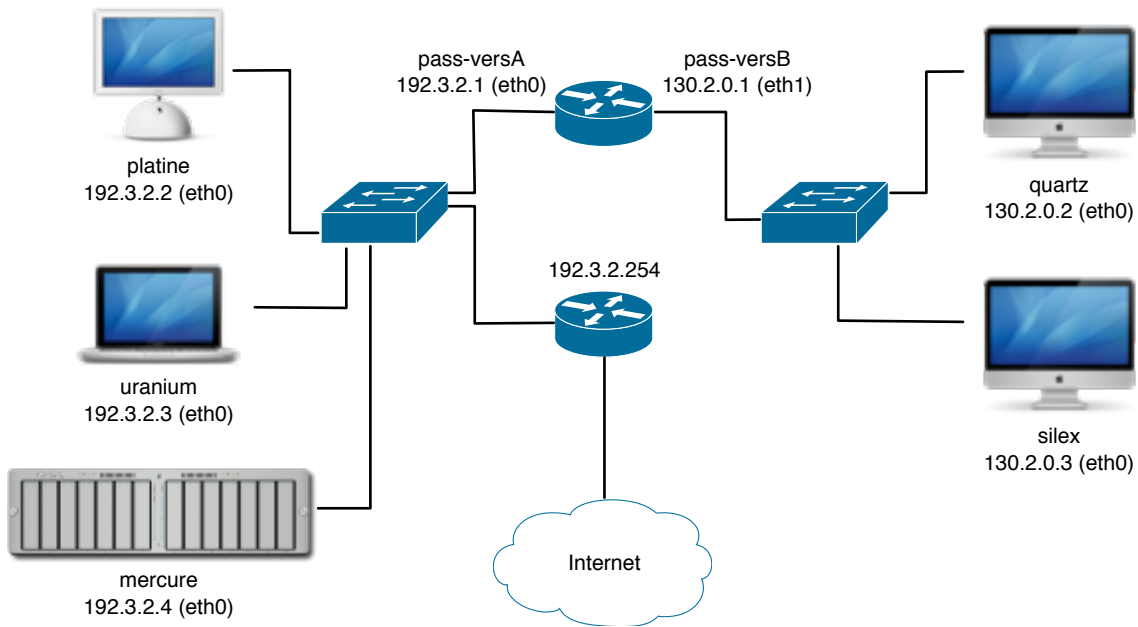 pass-versA
192.3.2.1 (eth0)
pass-versB
130.2.0.1 (eth1)
platine
192.3.2.2 (eth0)
quartz
130.2.0.2 (eth0)
192.3.2.254
uranium
192.3.2.3 (eth0)
silex
130.2.0.3 (eth0)
Internet
mercure
192.3.2.4 (eth0)